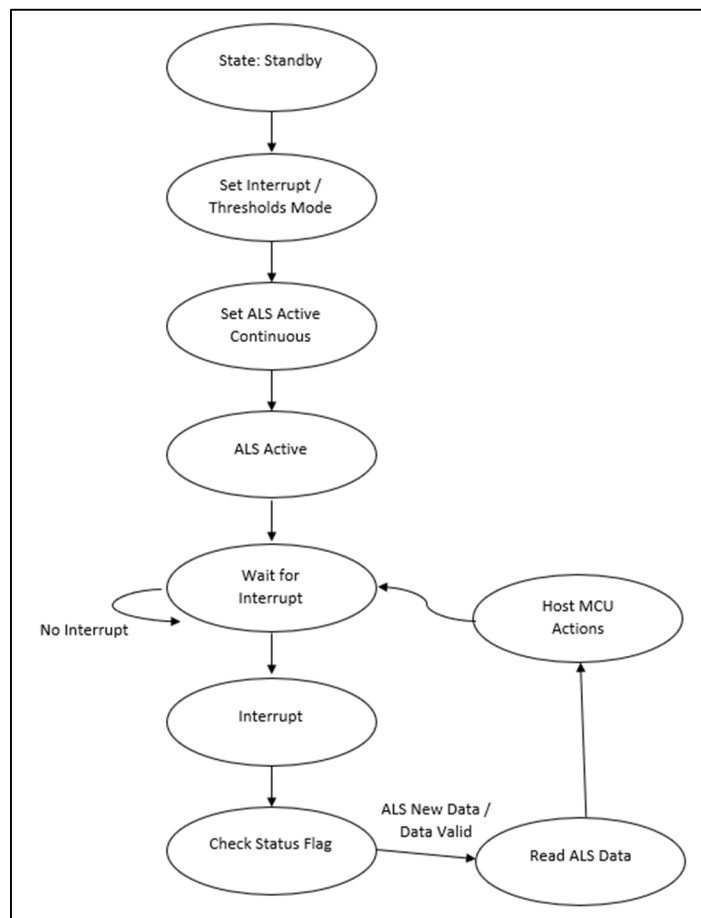 State: Standby
Set Interrupt /
Thresholds Mode
Set ALS Active
Continuous
ALS Active
Wait for
Interrupt
No Interrupt
Host MCU
Actions
Interrupt
ALS New Data /
Data Valid
Check Status Flag
Read ALS Data